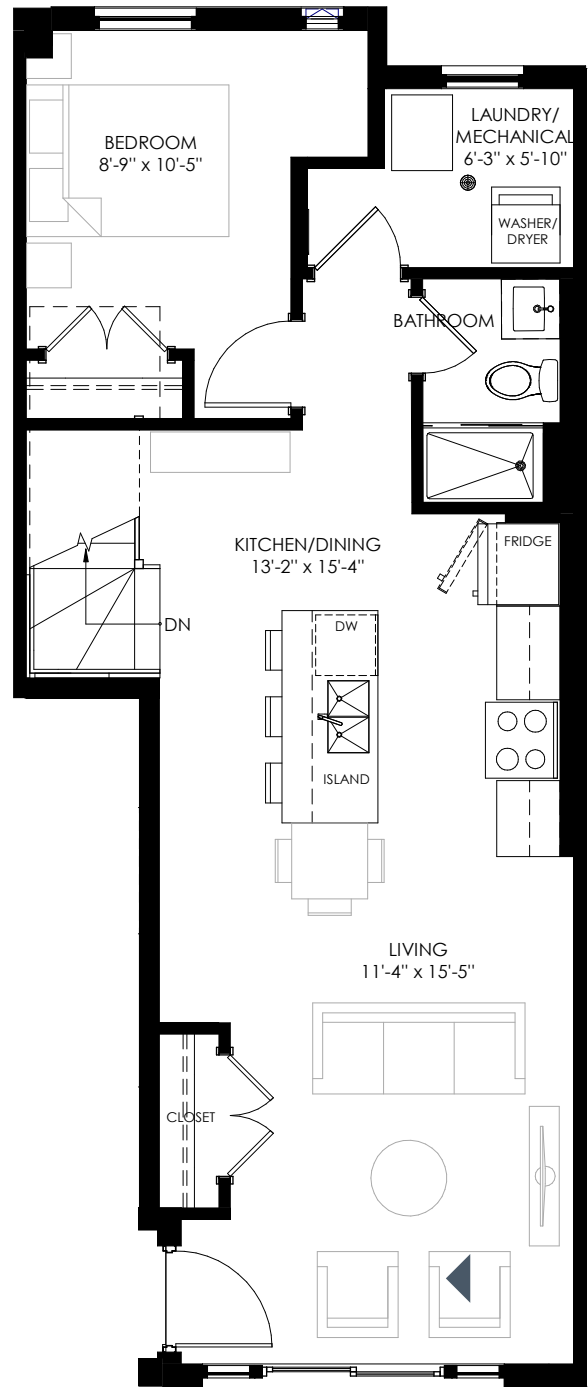 BEDROOM
8'-9" x 10'-5"
LAUNDRY/
MECHANICAL
6'-3" x 5'-10"
WASHER/
DRYER
BATHROOM
KITCHEN/DINING
13'-2" x 15'-4"
FRIDGE
DN
DW
ISLAND
LIVING
11'-4" x 15'-5"
CLOSET